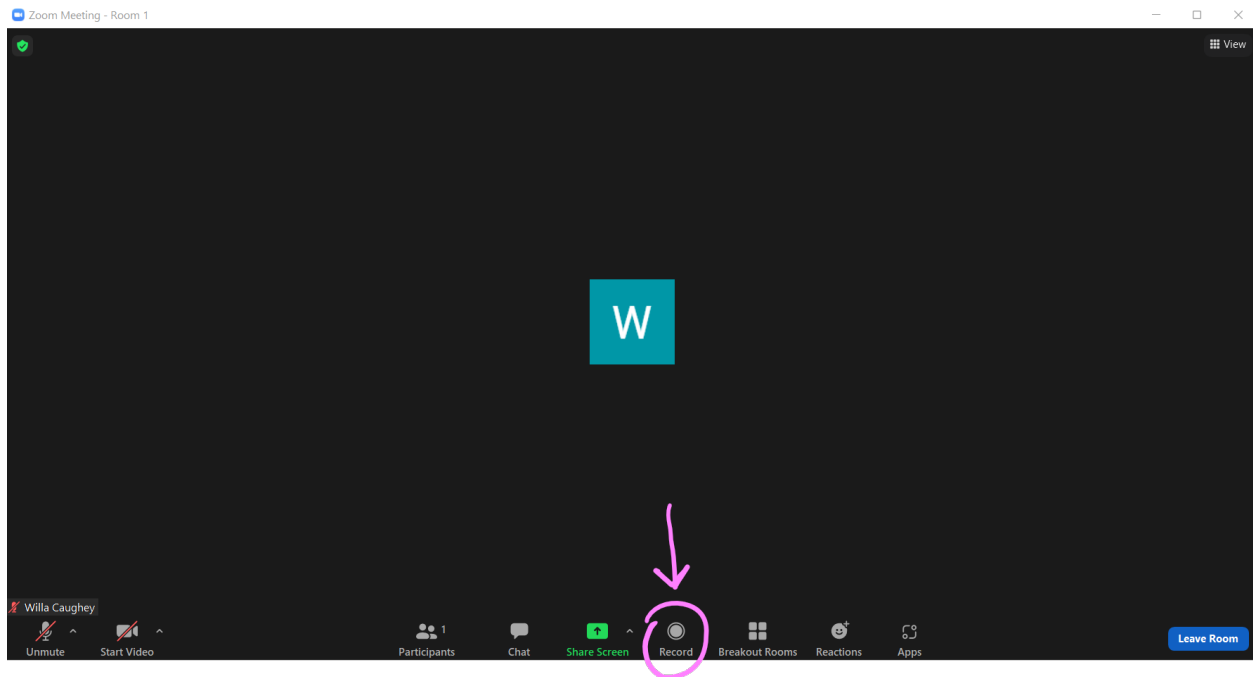 Zoom Meeting - Room 1
View
W
Willa Caughey
Unmute
Start Video
Participants
1
Chat
Share Screen
Record
Breakout Rooms
Reactions
Apps
Leave Room